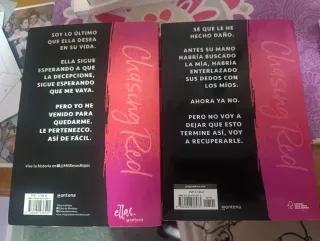 SOY LO ÚLTIMO
QUE ELLA DESEA
EN SU VIDA.
ELLA SIGUE
ESPERANDO A QUE
LA DECEPCIONE,
SIGUE ESPERANDO
QUE ME VAYA.
PERO YO HE
VENIDO PARA
QUEDARME.
LE PERTENEZCO.
ASÍ DE FÁCIL.
Chasing Red
ellas
montena
montena
SÉ QUE LE HE
HECHO DAÑO.
ANTES SU MANO
HABRÍA BUSCADO
LA MÍA, HABRÍA
ENTERLAZADO
SUS DEDOS CON
LOS MÍOS.
AHORA YA NO.
PERO NO VOY A
DEJAR QUE ESTO
TERMINE ASÍ, VOY
A RECUPERARLE.
Chasing Red
montena